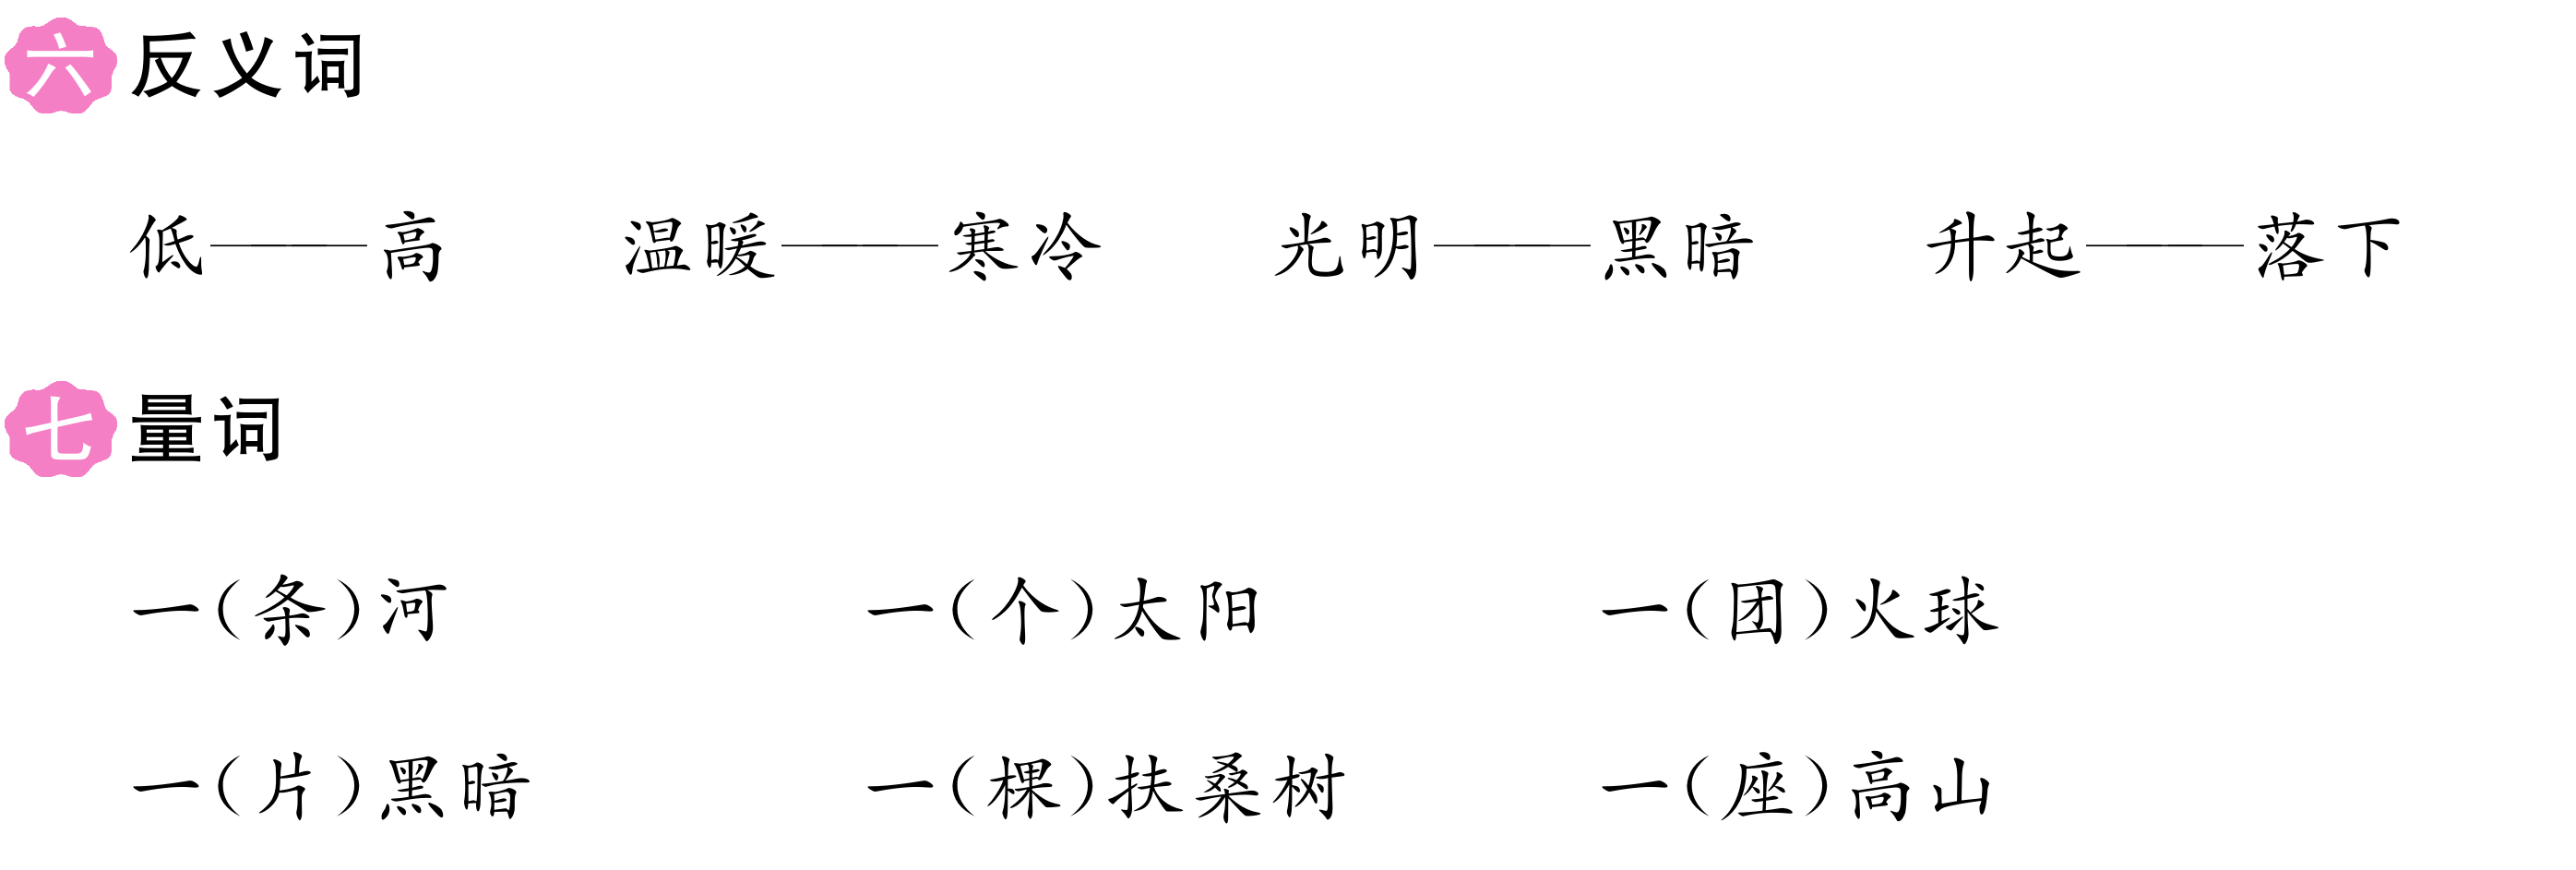 六 反义词
低——高 温暖——寒冷 光明——黑暗 升起——落下
七 量词
一(条)河 一(个)太阳 一(团)火球
一(片)黑暗 一(棵)扶桑树 一(座)高山